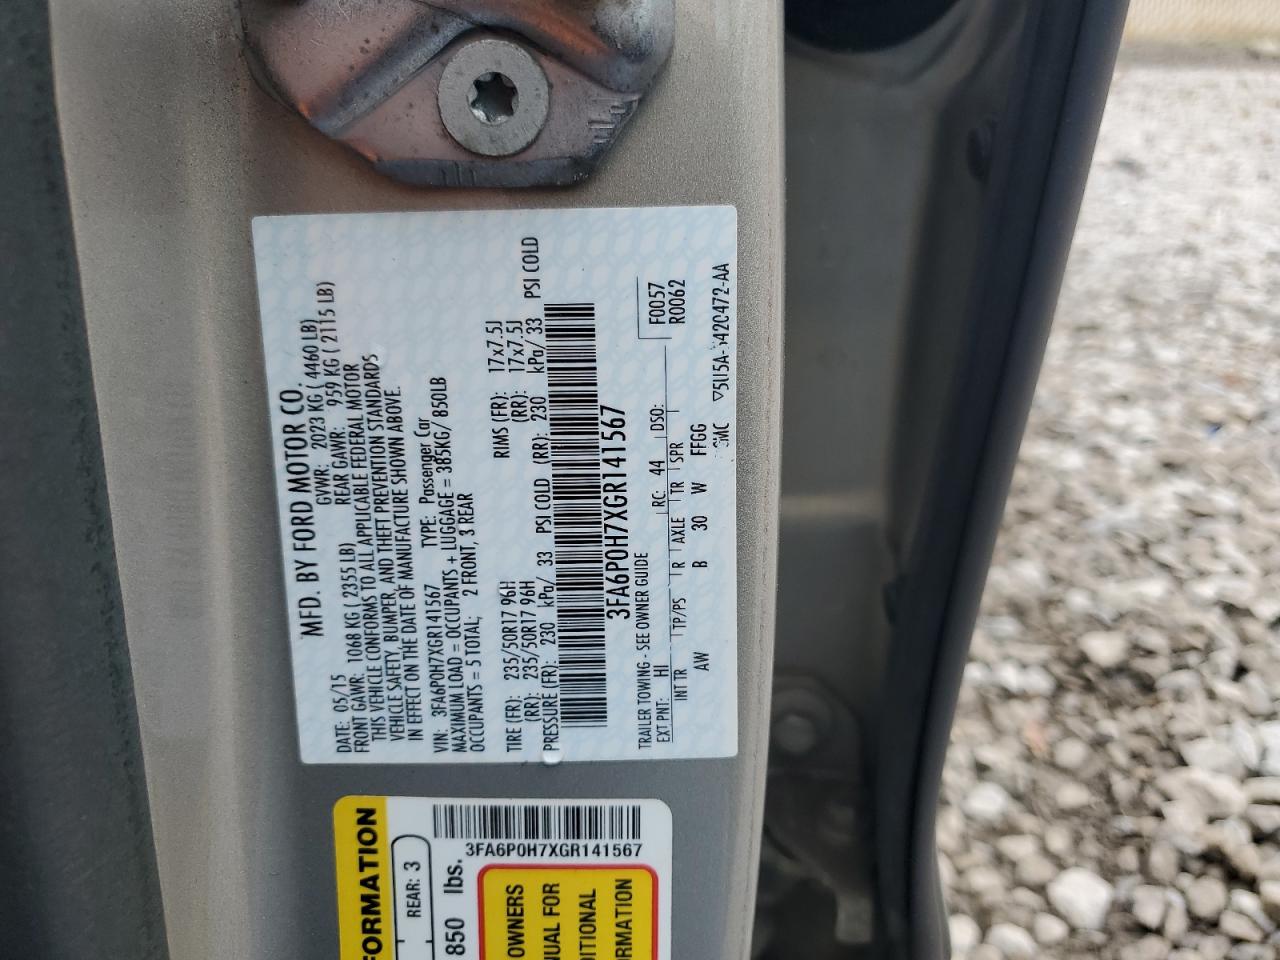 MFD. BY FORD MOTOR CO.
DATE: 05/15 GVWR: 2023 KG ( 4460 LB)
FRONT GAWR: 1068 KG ( 2355 LB) REAR GAWR: 959 KG ( 2115 LB)
THIS VEHICLE CONFORMS TO ALL APPLICABLE FEDERAL MOTOR
VEHICLE SAFETY, BUMPER, AND THEFT PREVENTION STANDARDS
IN EFFECT ON THE DATE OF MANUFACTURE SHOWN ABOVE.
VIN: 3FA6P0H7XGR141567 TYPE: Passenger Car
MAXIMUM LOAD = OCCUPANTS + LUGGAGE = 385KG/ 850LB
OCCUPANTS = 5 TOTAL; 2 FRONT, 3 REAR
TIRE (FR): 235/50R17 96H RIMS (FR): 17x7.5J
(RR): 235/50R17 96H (RR): 17x7.5J
PRESSURE (FR): 230 kPa/ 33 PSI COLD (RR): 230 kPa/ 33 PSI COLD
3FA6P0H7XGR141567
F0057
R0062
TRAILER TOWING - SEE OWNER GUIDE
EXT PNT: HI RC: 44 DSO:
INT TR TP/PS R AXLE TR SPR
AW B 30 W FFGG
5U5A- 420472-AA
3FA6P0H7XGR141567
FORMATION
REAR: 3
850 lbs.
OWNERS
UAL FOR
ITIONAL
RMATION